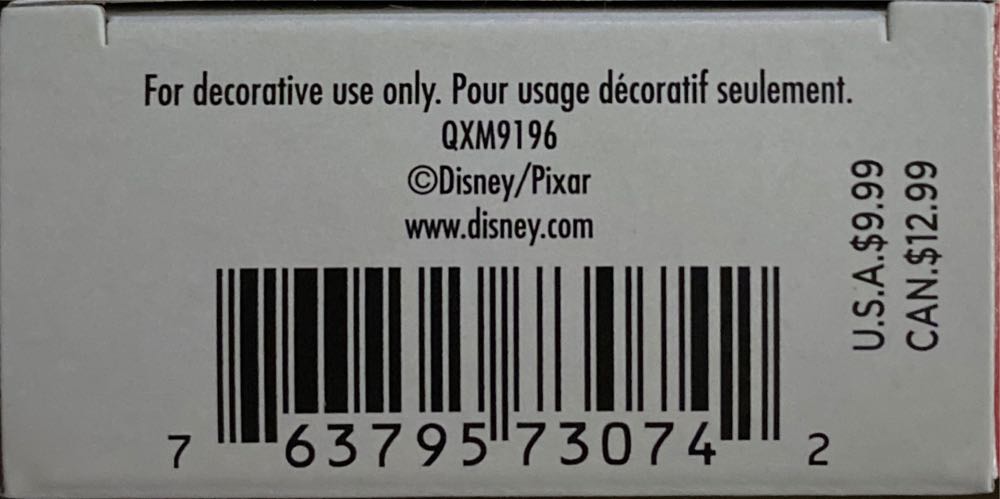 For decorative use only. Pour usage décoratif seulement.
QXM9196
©Disney/Pixar
www.disney.com
U.S.A.$9.99
CAN.$12.99
7 63795 73074 2